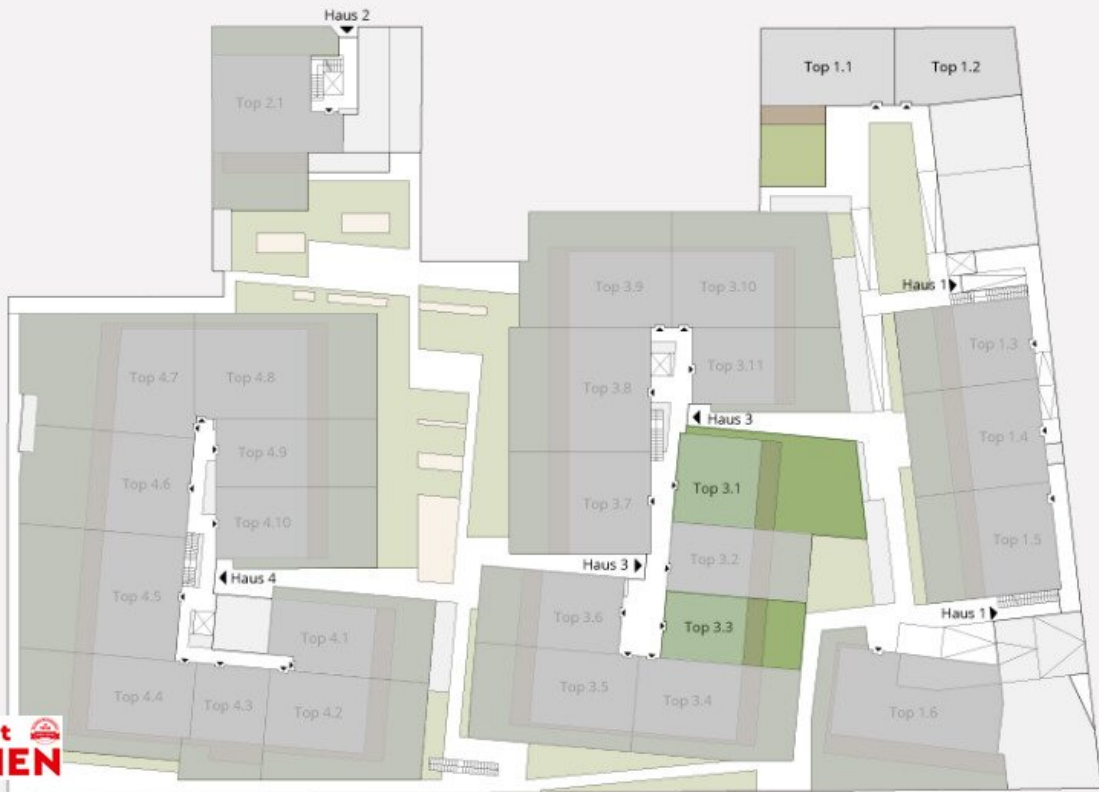 Haus 2
Top 1.1
Top 1.2
Top 2.1
Haus 1
Top 3.9
Top 3.10
Top 1.3
Top 3.11
Top 4.7
Top 4.8
Top 3.8
Haus 3
Top 1.4
Top 4.9
Top 4.6
Top 3.1
Top 3.7
Top 4.10
Top 1.5
Top 3.2
Haus 3
Haus 4
Top 4.5
Haus 1
Top 3.6
Top 3.3
Top 4.1
Top 3.5
Top 4.4
Top 4.3
Top 4.2
Top 3.4
Top 1.6
t
IEN